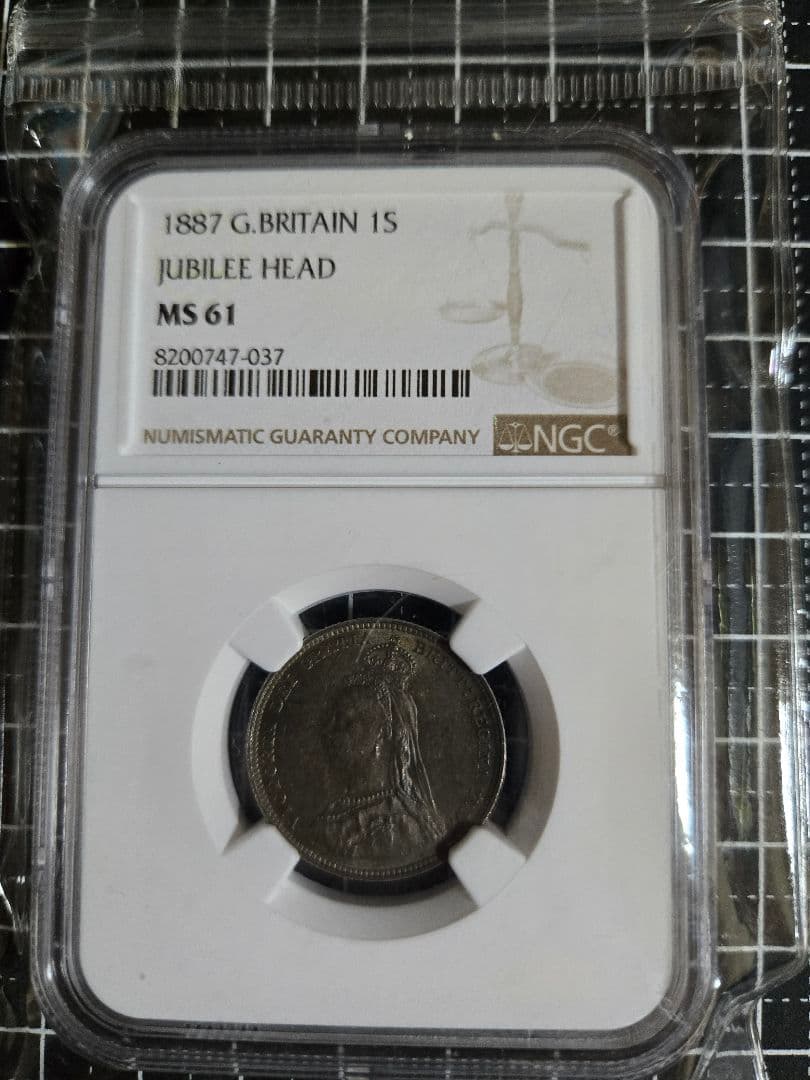 1887 G.BRITAIN 1S
JUBILEE HEAD
MS 61
8200747-037
NUMISMATIC GUARANTY COMPANY
NGC®